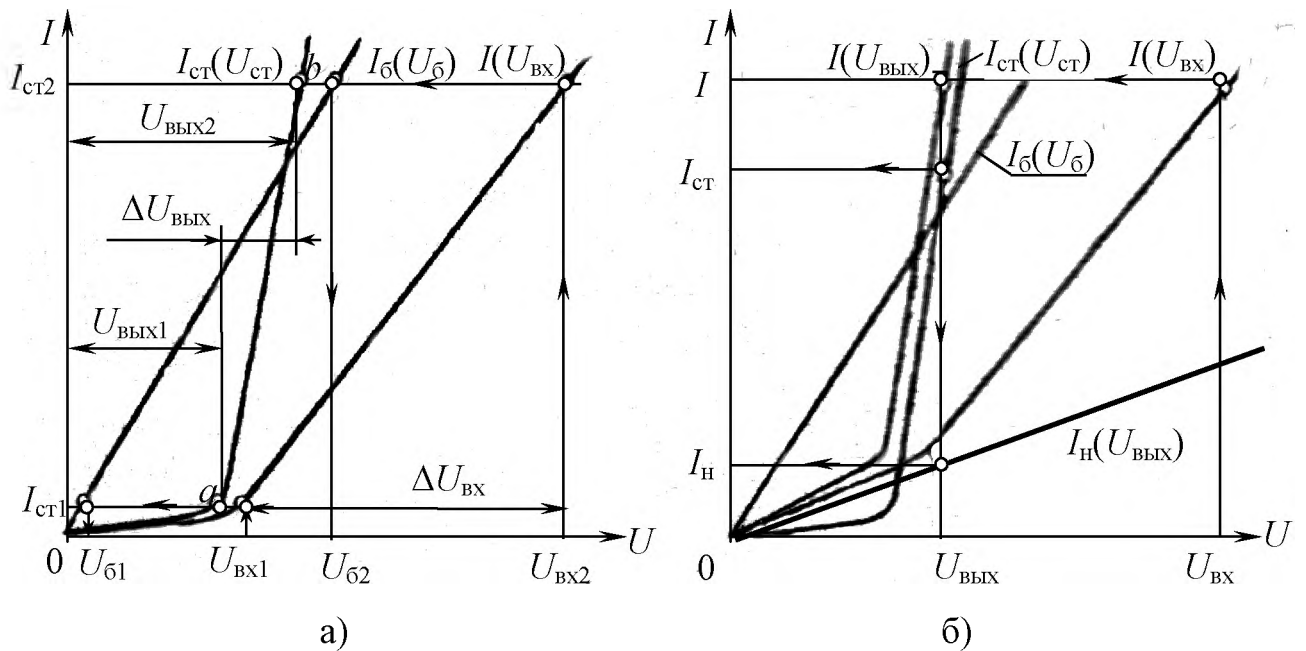 I
I
I_ст(U_ст)
b
I_б(U_б)
I(U_вх)
I_ст2
U_вых2
ΔU_вых
U_вых1
a
I_ст1
ΔU_вх
0
U_б1
U_вх1
U_б2
U_вх2
U
а)
I
I(U_вых)
I_ст(U_ст)
I(U_вх)
I_б(U_б)
I_ст
I_н(U_вых)
I_н
0
U_вых
U_вх
U
б)